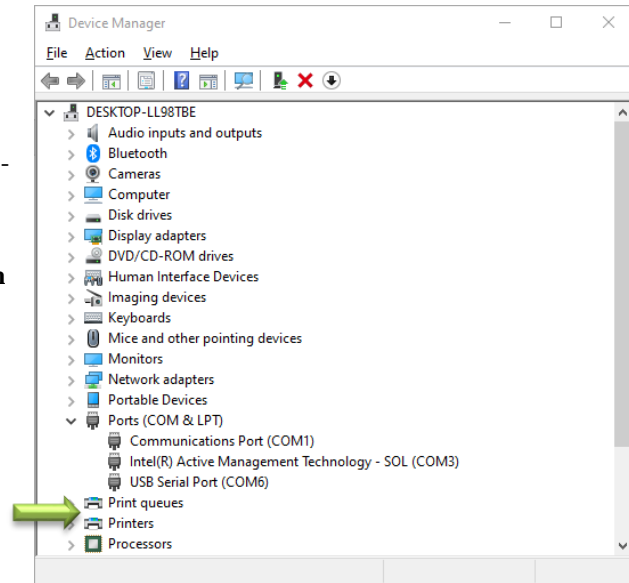 Device Manager
File Action View Help
DESKTOP-LL98TBE
Audio inputs and outputs
Bluetooth
Cameras
-
Computer
Disk drives
Display adapters
DVD/CD-ROM drives
Human Interface Devices
Imaging devices
Keyboards
Mice and other pointing devices
Monitors
Network adapters
Portable Devices
Ports (COM & LPT)
Communications Port (COM1)
Intel(R) Active Management Technology - SOL (COM3)
USB Serial Port (COM6)
Print queues
Printers
Processors